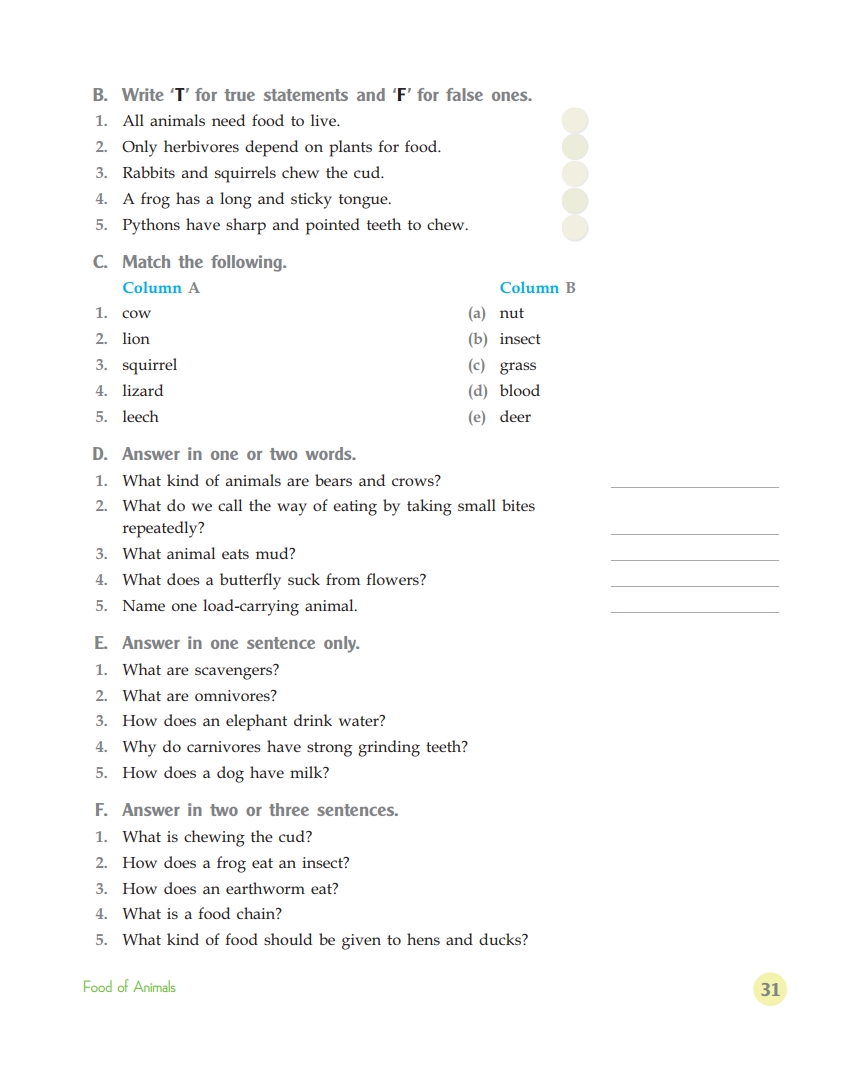 B. Write ‘T’ for true statements and ‘F’ for false ones.
1. All animals need food to live.
2. Only herbivores depend on plants for food.
3. Rabbits and squirrels chew the cud.
4. A frog has a long and sticky tongue.
5. Pythons have sharp and pointed teeth to chew.
C. Match the following.
Column A Column B
1. cow (a) nut
2. lion (b) insect
3. squirrel (c) grass
4. lizard (d) blood
5. leech (e) deer
D. Answer in one or two words.
1. What kind of animals are bears and crows?
2. What do we call the way of eating by taking small bites
repeatedly?
3. What animal eats mud?
4. What does a butterfly suck from flowers?
5. Name one load-carrying animal.
E. Answer in one sentence only.
1. What are scavengers?
2. What are omnivores?
3. How does an elephant drink water?
4. Why do carnivores have strong grinding teeth?
5. How does a dog have milk?
F. Answer in two or three sentences.
1. What is chewing the cud?
2. How does a frog eat an insect?
3. How does an earthworm eat?
4. What is a food chain?
5. What kind of food should be given to hens and ducks?
Food of Animals 31